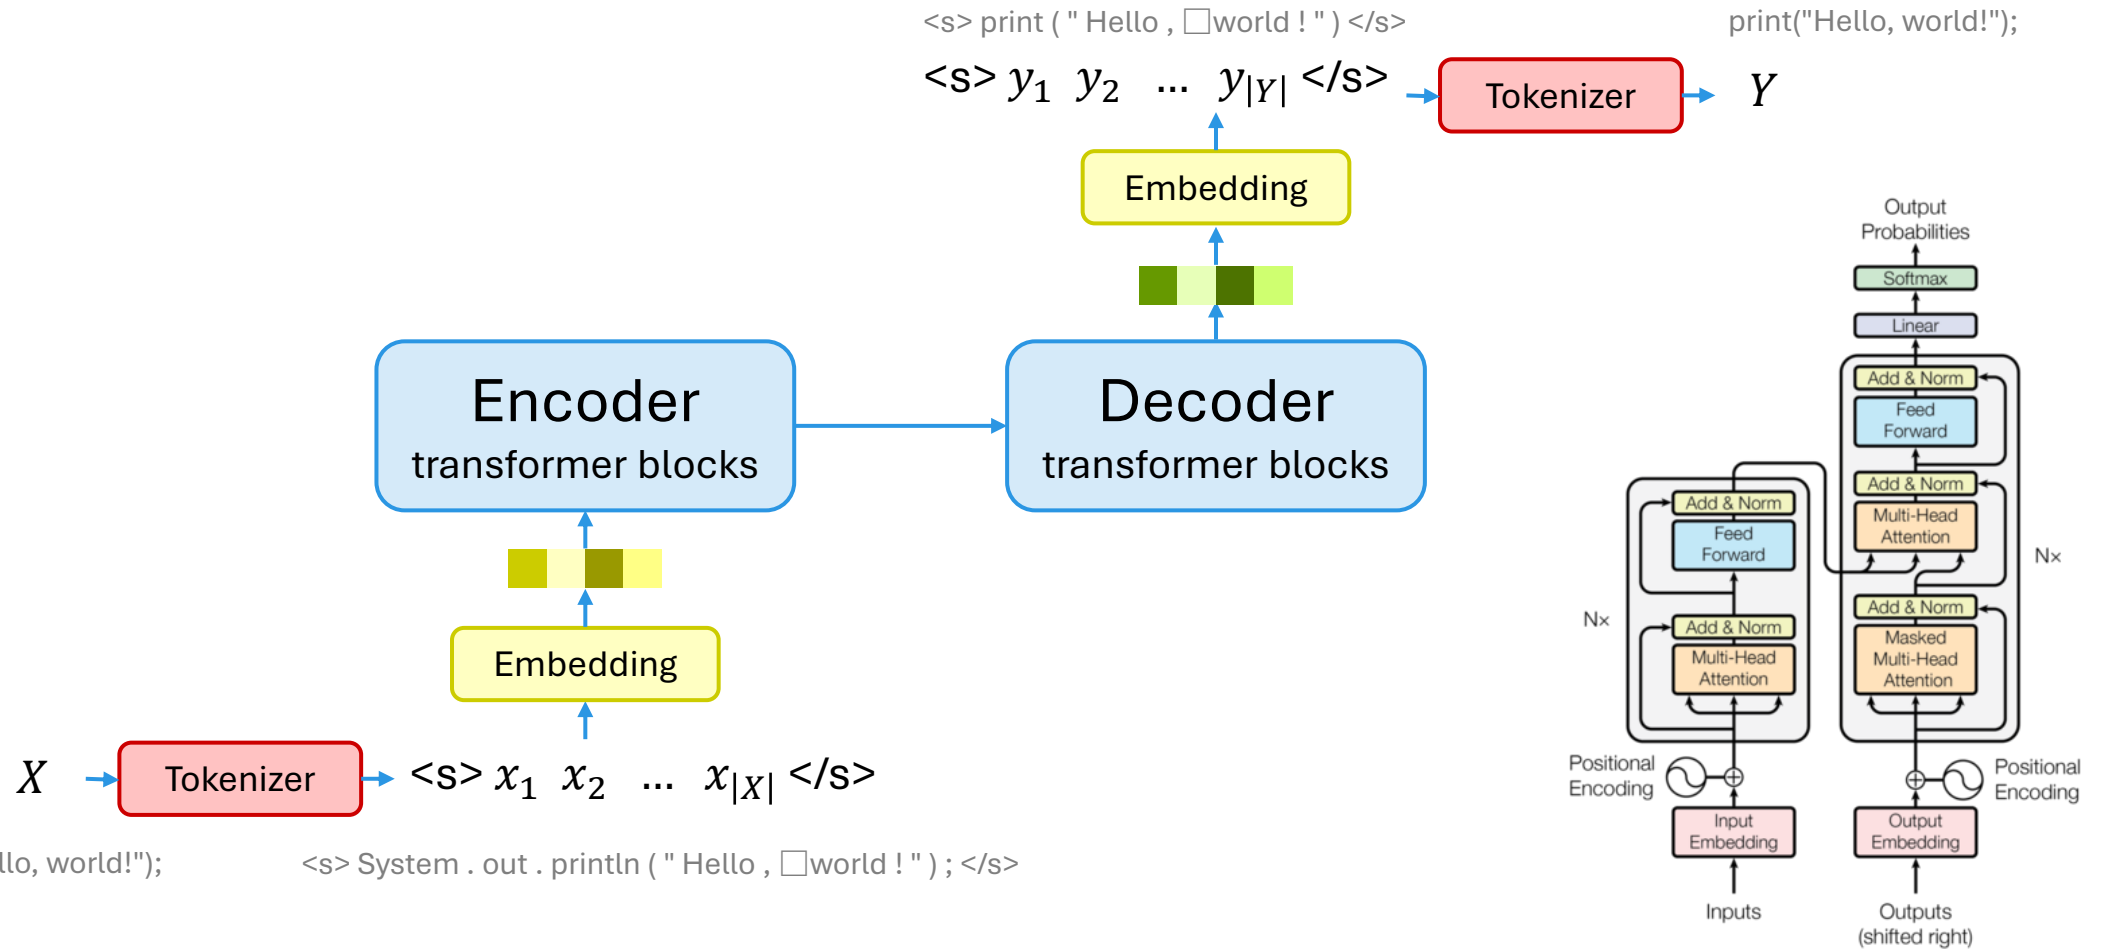 <s> print ( " Hello , □world ! " ) </s>
print("Hello, world!");
<s> y1 y2 ... y|Y| </s>
Tokenizer
Y
Embedding
Encoder
transformer blocks
Decoder
transformer blocks
Embedding
X
Tokenizer
<s> x1 x2 ... x|X| </s>
llo, world!");
<s> System . out . println ( " Hello , □world ! " ) ; </s>
Output
Probabilities
Softmax
Linear
Add & Norm
Feed
Forward
Add & Norm
Multi-Head
Attention
Nx
Add & Norm
Masked
Multi-Head
Attention
Add & Norm
Feed
Forward
Nx
Add & Norm
Multi-Head
Attention
Positional
Encoding
Positional
Encoding
Input
Embedding
Output
Embedding
Inputs
Outputs
(shifted right)